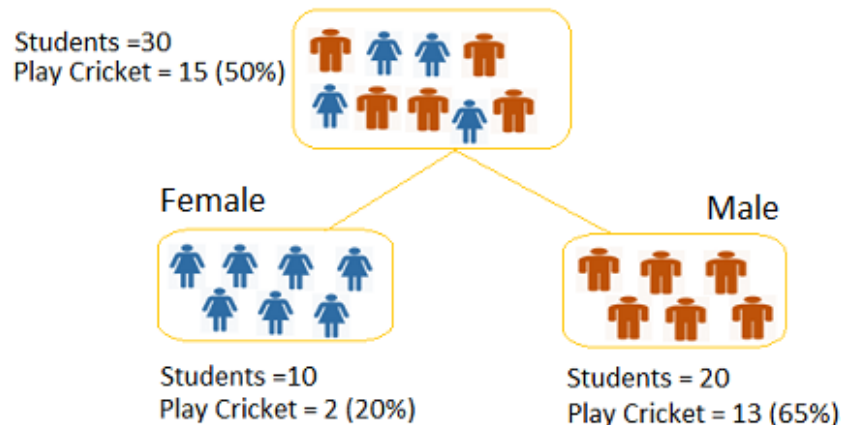 Students =30
Play Cricket = 15 (50%)
Female
Male
Students =10
Play Cricket = 2 (20%)
Students = 20
Play Cricket = 13 (65%)